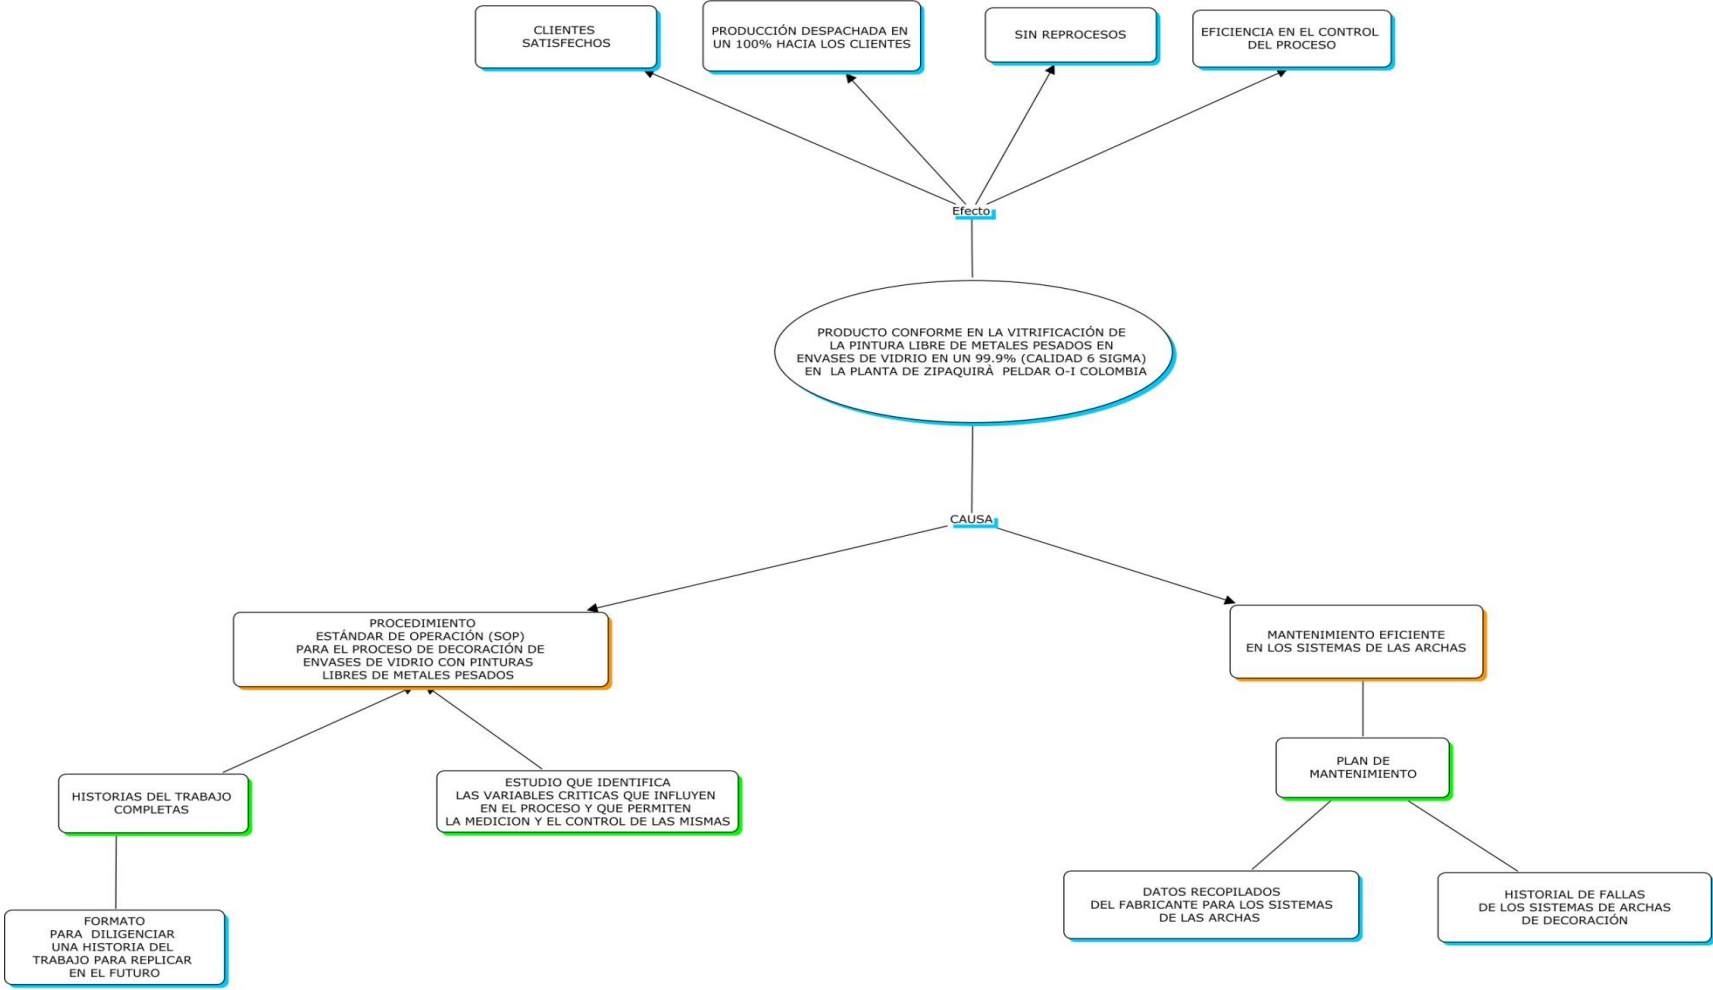 CLIENTES
SATISFECHOS
PRODUCCIÓN DESPACHADA EN
UN 100% HACIA LOS CLIENTES
SIN REPROCESOS
EFICIENCIA EN EL CONTROL
DEL PROCESO
Efecto
PRODUCTO CONFORME EN LA VITRIFICACIÓN DE
LA PINTURA LIBRE DE METALES PESADOS EN
ENVASES DE VIDRIO EN UN 99.9% (CALIDAD 6 SIGMA)
EN LA PLANTA DE ZIPAQUIRÀ PELDAR O-I COLOMBIA
CAUSA
PROCEDIMIENTO
ESTÁNDAR DE OPERACIÓN (SOP)
PARA EL PROCESO DE DECORACIÓN DE
ENVASES DE VIDRIO CON PINTURAS
LIBRES DE METALES PESADOS
MANTENIMIENTO EFICIENTE
EN LOS SISTEMAS DE LAS ARCHAS
HISTORIAS DEL TRABAJO
COMPLETAS
ESTUDIO QUE IDENTIFICA
LAS VARIABLES CRITICAS QUE INFLUYEN
EN EL PROCESO Y QUE PERMITEN
LA MEDICION Y EL CONTROL DE LAS MISMAS
PLAN DE
MANTENIMIENTO
FORMATO
PARA DILIGENCIAR
UNA HISTORIA DEL
TRABAJO PARA REPLICAR
EN EL FUTURO
DATOS RECOPILADOS
DEL FABRICANTE PARA LOS SISTEMAS
DE LAS ARCHAS
HISTORIAL DE FALLAS
DE LOS SISTEMAS DE ARCHAS
DE DECORACIÓN